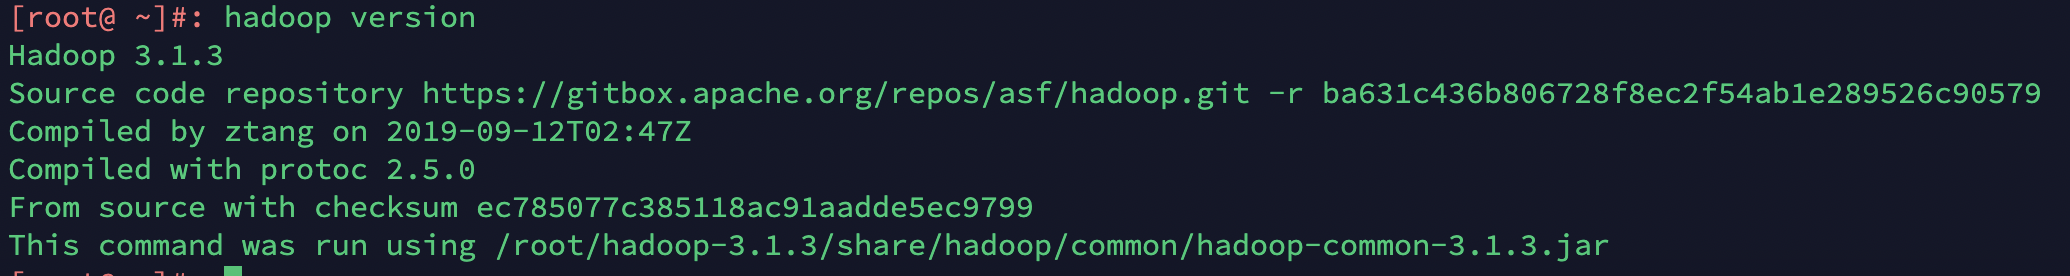 [root@ ~]#: hadoop version
Hadoop 3.1.3
Source code repository https://gitbox.apache.org/repos/asf/hadoop.git -r ba631c436b806728f8ec2f54ab1e289526c90579
Compiled by ztang on 2019-09-12T02:47Z
Compiled with protoc 2.5.0
From source with checksum ec785077c385118ac91aadde5ec9799
This command was run using /root/hadoop-3.1.3/share/hadoop/common/hadoop-common-3.1.3.jar